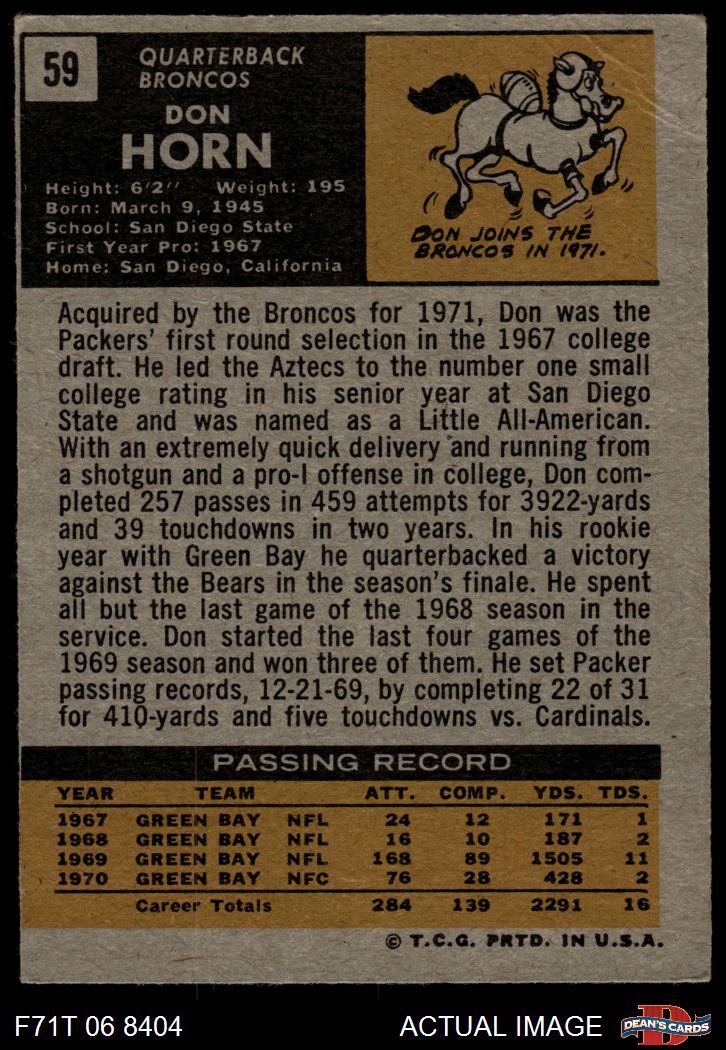 59
QUARTERBACK
BRONCOS
DON
HORN
Height: 6'2'' Weight: 195
Born: March 9, 1945
School: San Diego State
First Year Pro: 1967
Home: San Diego, California
DON JOINS THE
BRONCOS IN 1971.
Acquired by the Broncos for 1971, Don was the
Packers' first round selection in the 1967 college
draft. He led the Aztecs to the number one small
college rating in his senior year at San Diego
State and was named as a Little All-American.
With an extremely quick delivery and running from
a shotgun and a pro-I offense in college, Don com-
pleted 257 passes in 459 attempts for 3922-yards
and 39 touchdowns in two years. In his rookie
year with Green Bay he quarterbacked a victory
against the Bears in the season's finale. He spent
all but the last game of the 1968 season in the
service. Don started the last four games of the
1969 season and won three of them. He set Packer
passing records, 12-21-69, by completing 22 of 31
for 410-yards and five touchdowns vs. Cardinals.
PASSING RECORD
YEAR TEAM ATT. COMP. YDS. TDS.
1967 GREEN BAY NFL 24 12 171 1
1968 GREEN BAY NFL 16 10 187 2
1969 GREEN BAY NFL 168 89 1505 11
1970 GREEN BAY NFC 76 28 428 2
Career Totals 284 139 2291 16
© T.C.G. PRTD. IN U.S.A.
F71T 06 8404 ACTUAL IMAGE
D
DEAN'S CARDS